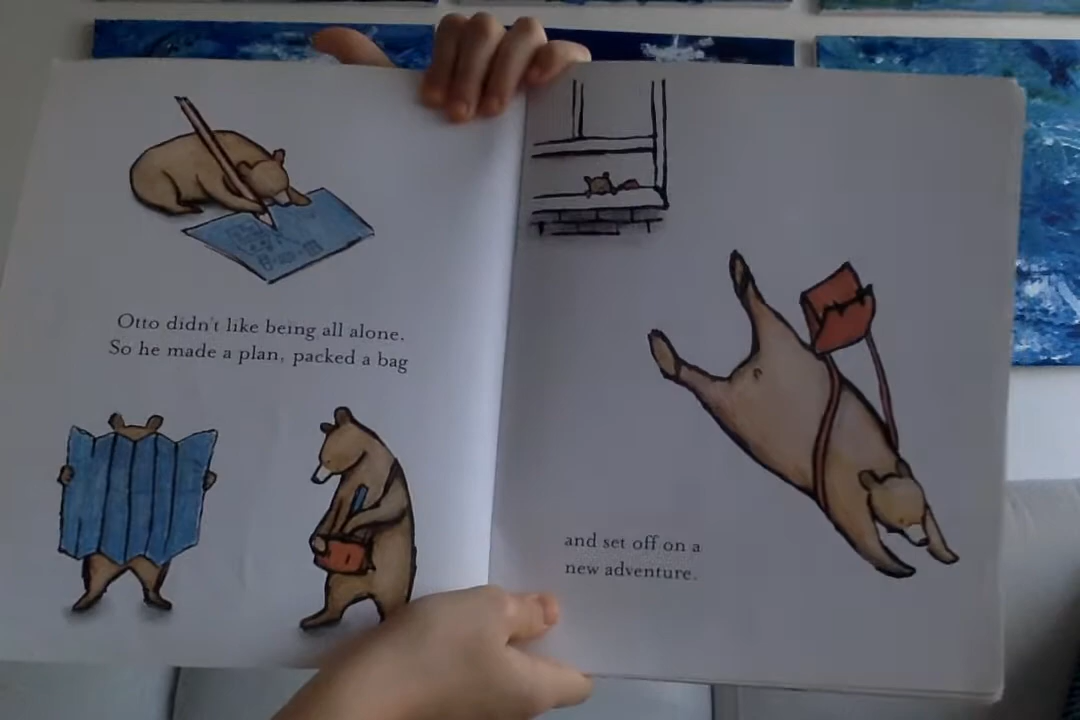 Otto didn't like being all alone.
So he made a plan, packed a bag
and set off on a
new adventure.